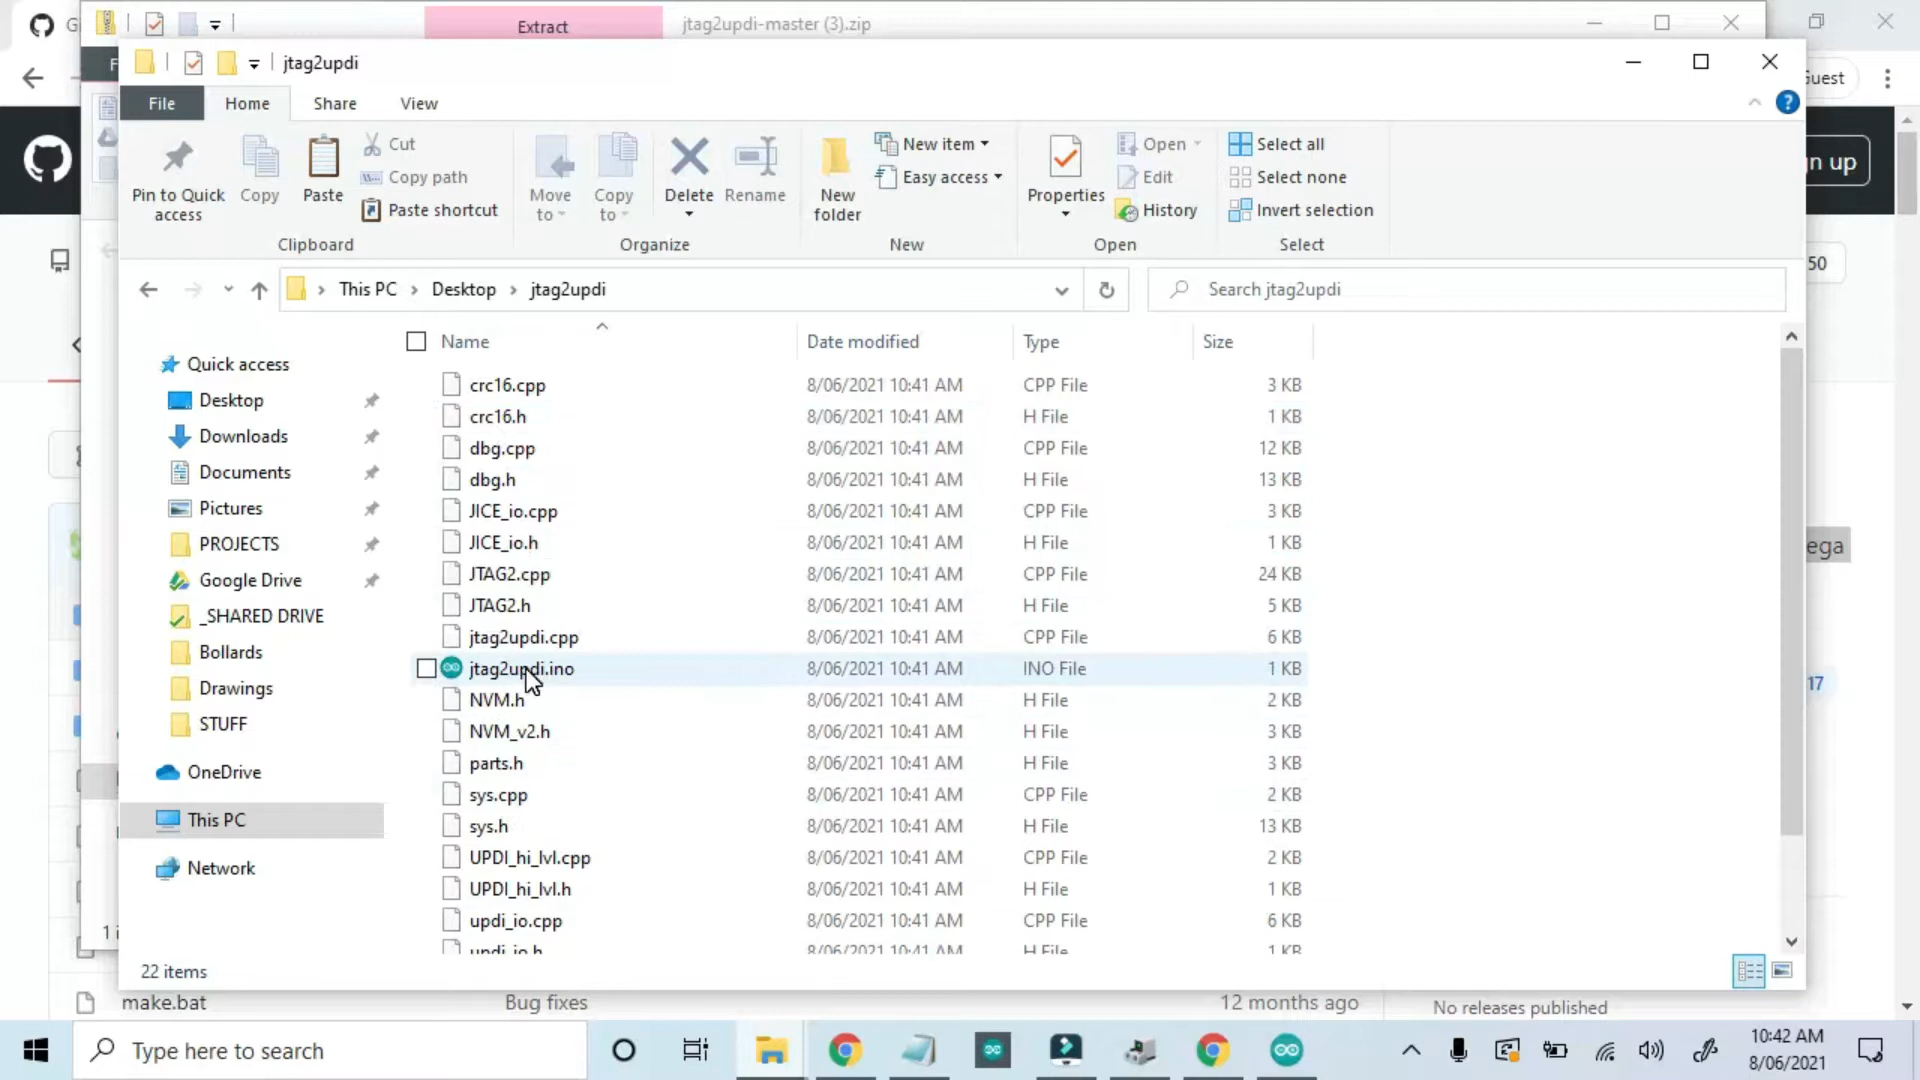 Extract
jtag2updi-master (3).zip
jtag2updi
Guest
File
Home
Share
View
Pin to Quick access
Copy
Paste
Cut
Copy path
Paste shortcut
Clipboard
Move to
Copy to
Delete
Rename
Organize
New folder
New item
Easy access
New
Properties
Open
Edit
History
Open
Select all
Select none
Invert selection
Select
n up
50
This PC > Desktop > jtag2updi
Search jtag2updi
Name Date modified Type Size
Quick access
Desktop
Downloads
Documents
Pictures
PROJECTS
Google Drive
_SHARED DRIVE
Bollards
Drawings
STUFF
OneDrive
This PC
Network
crc16.cpp 8/06/2021 10:41 AM CPP File 3 KB
crc16.h 8/06/2021 10:41 AM H File 1 KB
dbg.cpp 8/06/2021 10:41 AM CPP File 12 KB
dbg.h 8/06/2021 10:41 AM H File 13 KB
JICE_io.cpp 8/06/2021 10:41 AM CPP File 3 KB
JICE_io.h 8/06/2021 10:41 AM H File 1 KB
JTAG2.cpp 8/06/2021 10:41 AM CPP File 24 KB
JTAG2.h 8/06/2021 10:41 AM H File 5 KB
jtag2updi.cpp 8/06/2021 10:41 AM CPP File 6 KB
jtag2updi.ino 8/06/2021 10:41 AM INO File 1 KB
NVM.h 8/06/2021 10:41 AM H File 2 KB
NVM_v2.h 8/06/2021 10:41 AM H File 3 KB
parts.h 8/06/2021 10:41 AM H File 3 KB
sys.cpp 8/06/2021 10:41 AM CPP File 2 KB
sys.h 8/06/2021 10:41 AM H File 13 KB
UPDI_hi_lvl.cpp 8/06/2021 10:41 AM CPP File 2 KB
UPDI_hi_lvl.h 8/06/2021 10:41 AM H File 1 KB
updi_io.cpp 8/06/2021 10:41 AM CPP File 6 KB
updi_io.h 8/06/2021 10:41 AM H File 1 KB
ega
17
22 items
make.bat Bug fixes 12 months ago
No releases published
Type here to search
10:42 AM
8/06/2021